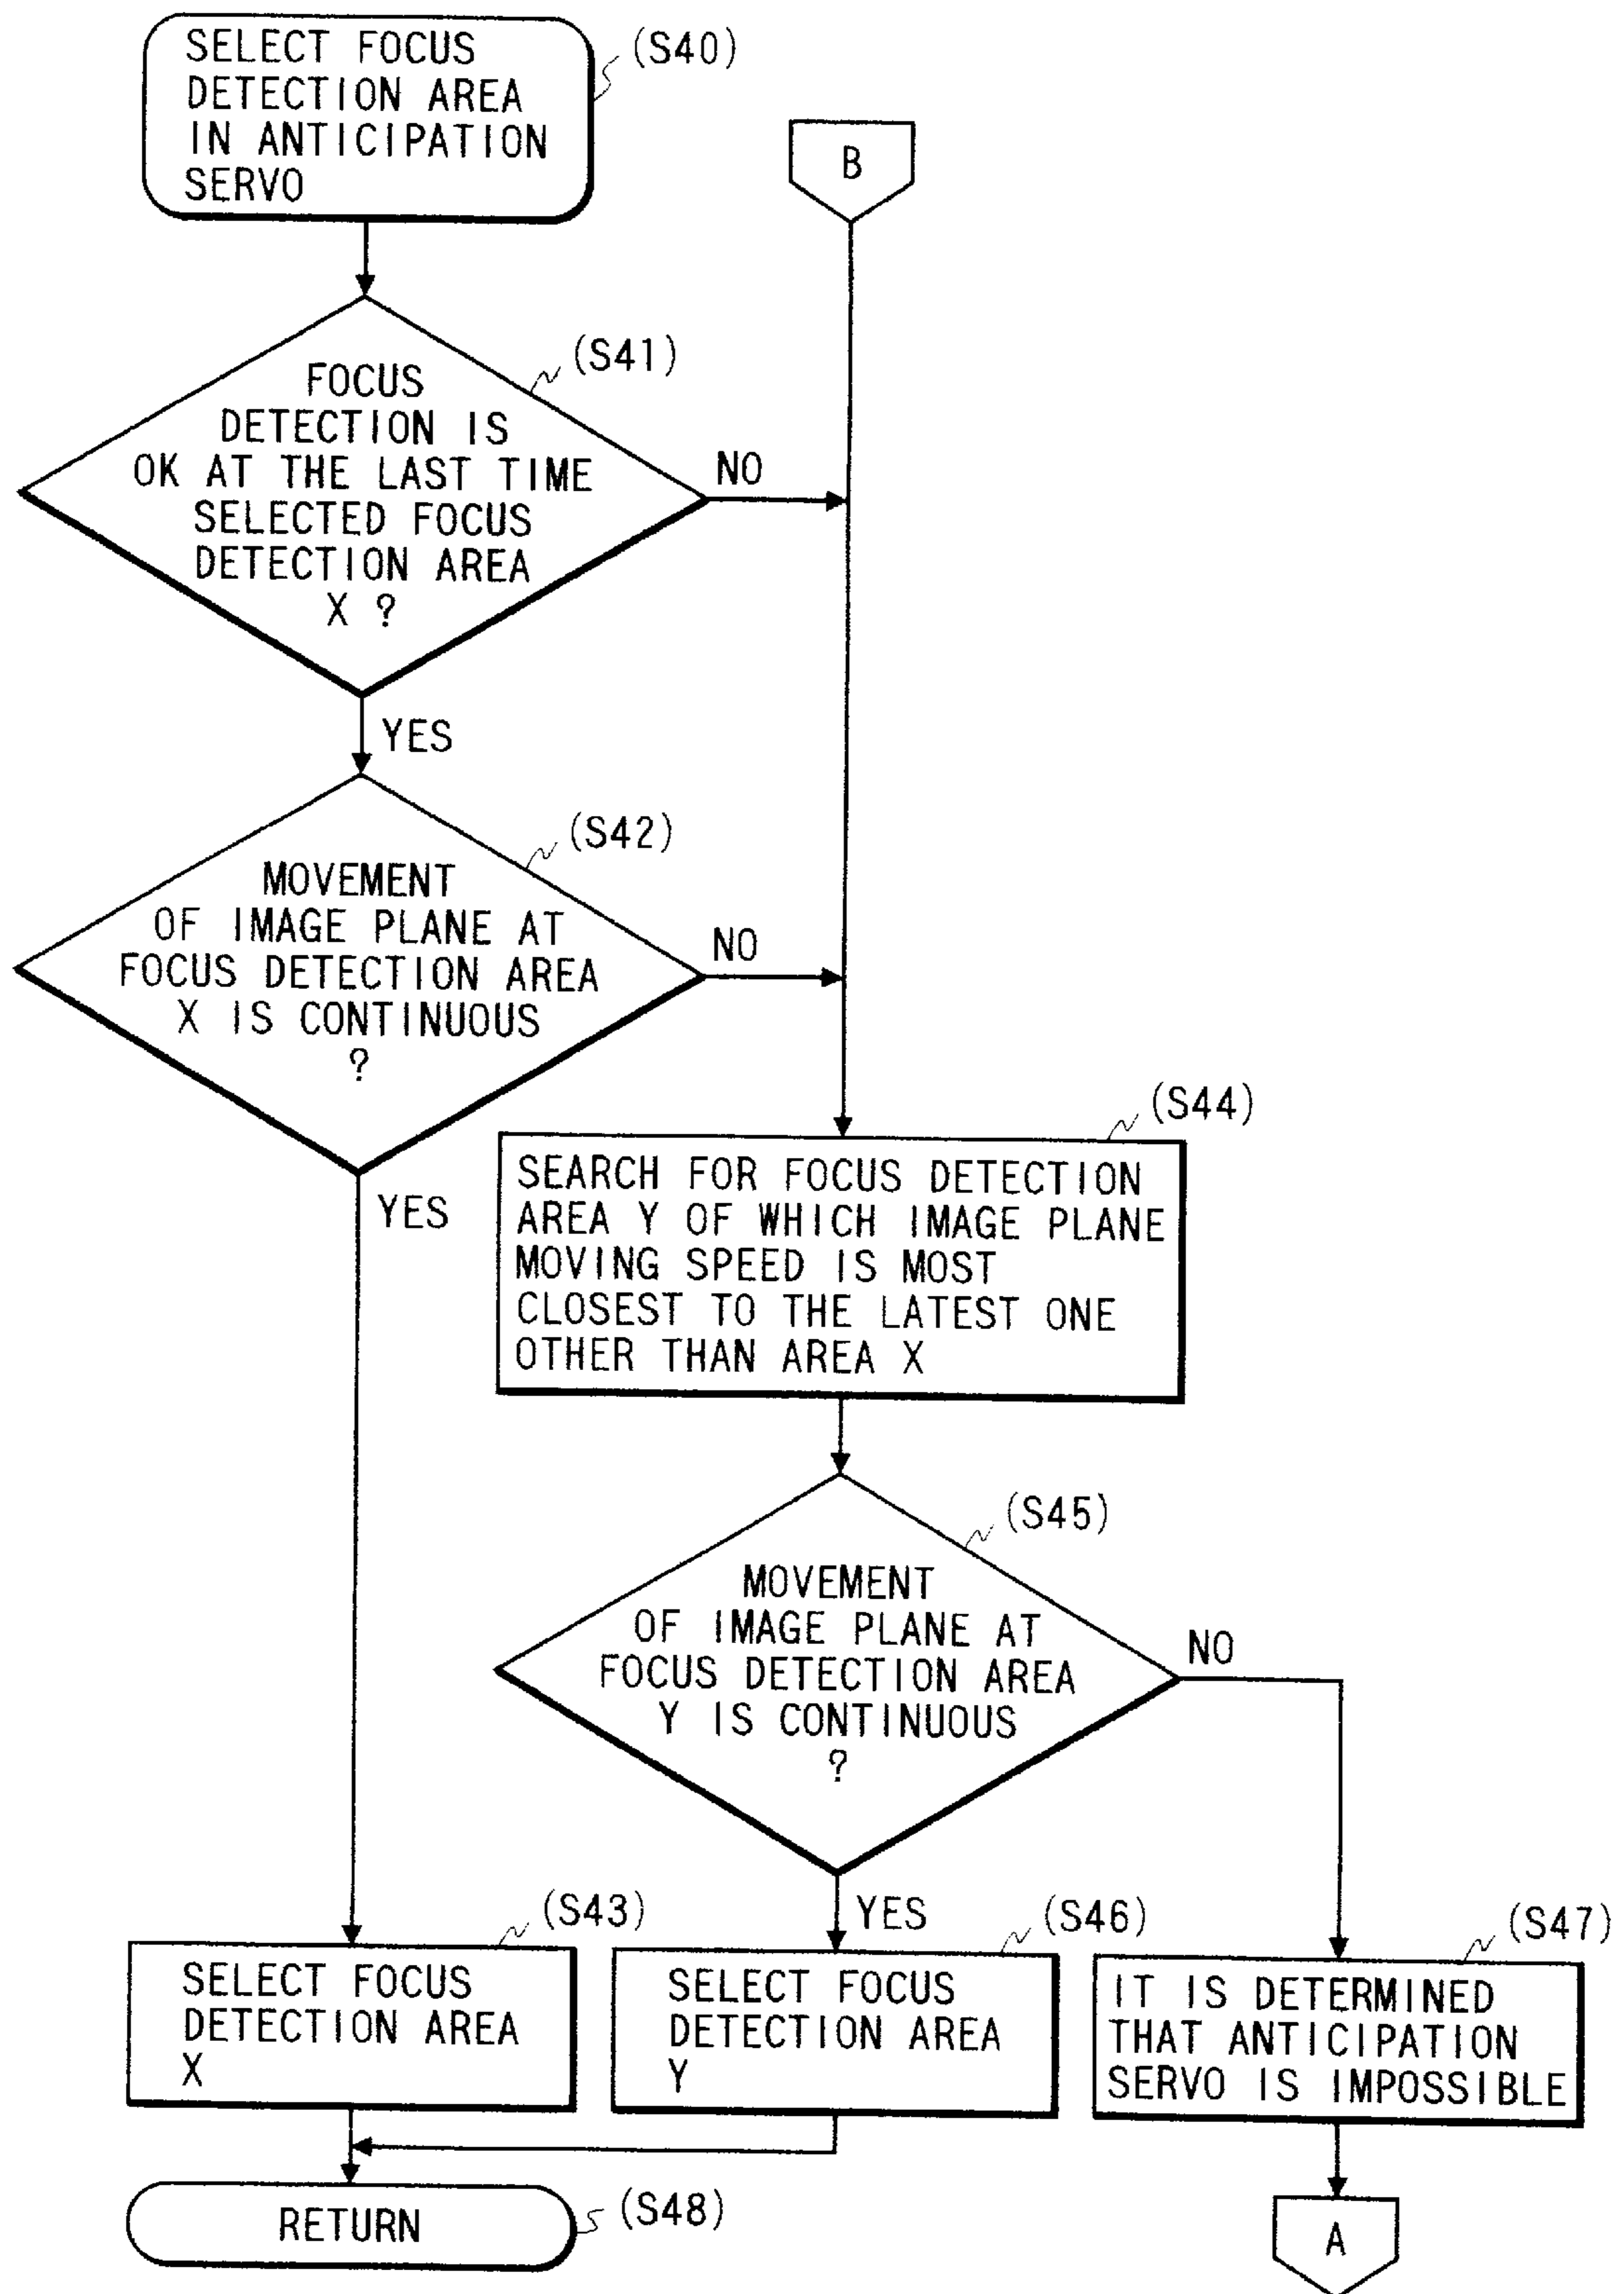 SELECT FOCUS
DETECTION AREA
IN ANTICIPATION
SERVO
(S40)
B
(S41)
FOCUS
DETECTION IS
OK AT THE LAST TIME
SELECTED FOCUS
DETECTION AREA
X ?
NO
YES
(S42)
MOVEMENT
OF IMAGE PLANE AT
FOCUS DETECTION AREA
X IS CONTINUOUS
?
NO
YES
(S44)
SEARCH FOR FOCUS DETECTION
AREA Y OF WHICH IMAGE PLANE
MOVING SPEED IS MOST
CLOSEST TO THE LATEST ONE
OTHER THAN AREA X
(S45)
MOVEMENT
OF IMAGE PLANE AT
FOCUS DETECTION AREA
Y IS CONTINUOUS
?
NO
YES
(S43)
SELECT FOCUS
DETECTION AREA
X
(S46)
SELECT FOCUS
DETECTION AREA
Y
(S47)
IT IS DETERMINED
THAT ANTICIPATION
SERVO IS IMPOSSIBLE
RETURN
(S48)
A